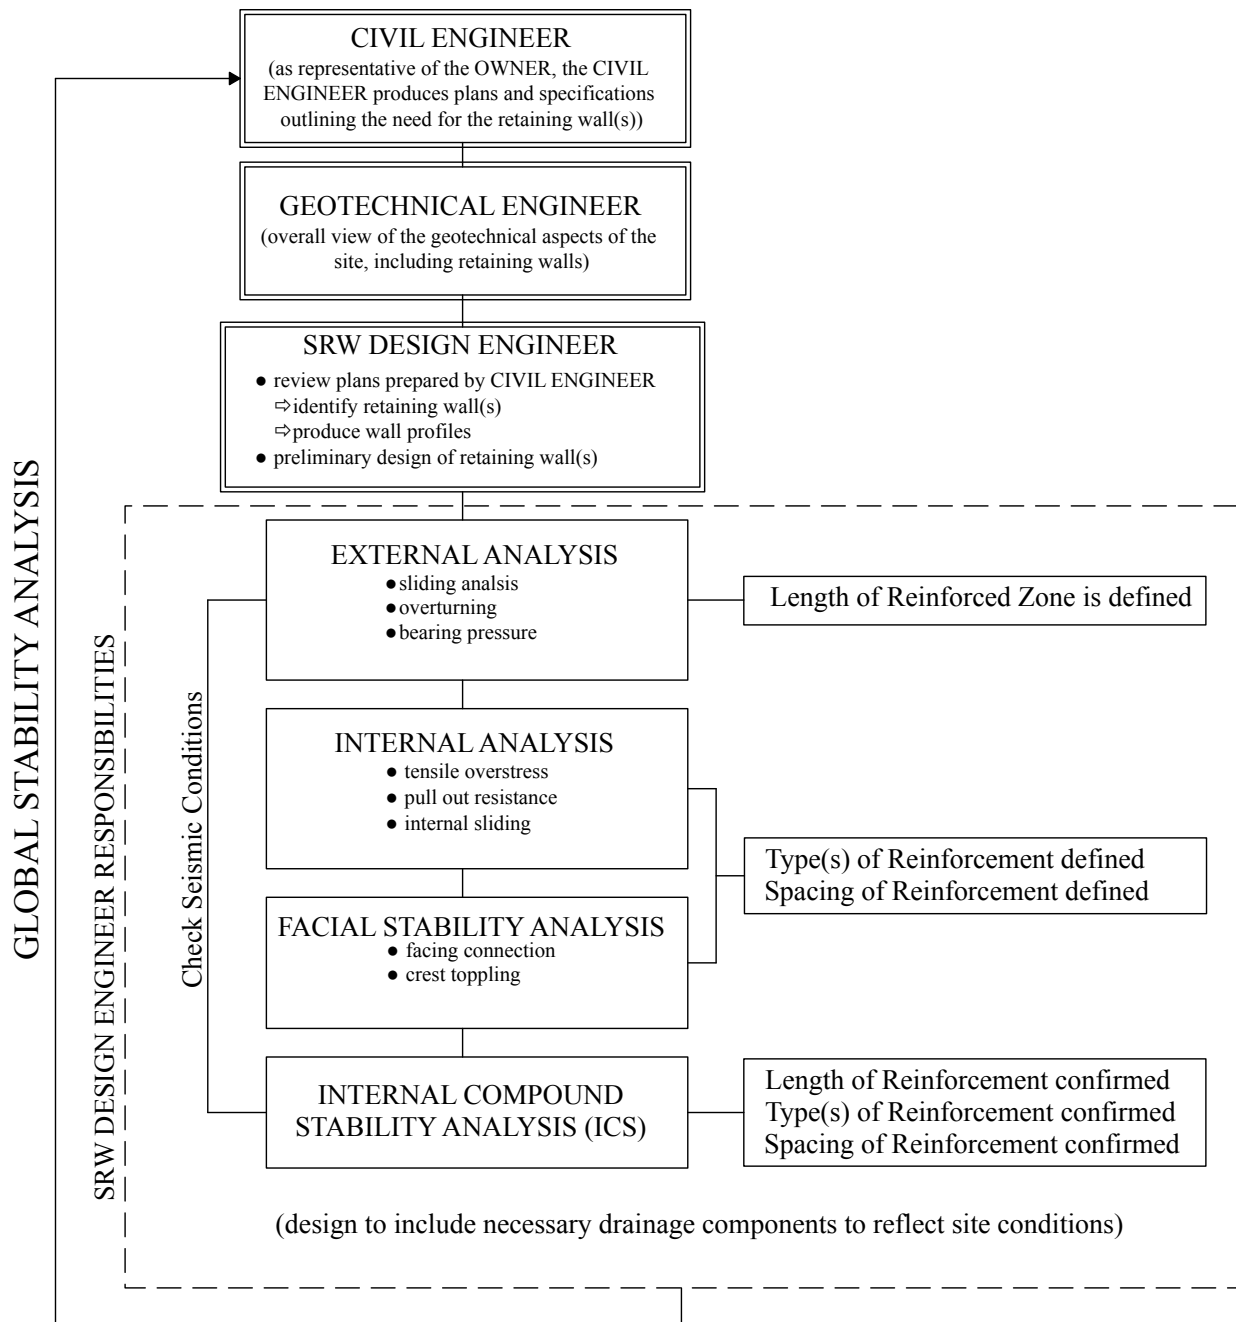 CIVIL ENGINEER
(as representative of the OWNER, the CIVIL
ENGINEER produces plans and specifications
outlining the need for the retaining wall(s))
GEOTECHNICAL ENGINEER
(overall view of the geotechnical aspects of the
site, including retaining walls)
SRW DESIGN ENGINEER
● review plans prepared by CIVIL ENGINEER
⇨identify retaining wall(s)
⇨produce wall profiles
● preliminary design of retaining wall(s)
GLOBAL STABILITY ANALYSIS
SRW DESIGN ENGINEER RESPONSIBILITIES
Check Seismic Conditions
EXTERNAL ANALYSIS
● sliding analsis
● overturning
● bearing pressure
Length of Reinforced Zone is defined
INTERNAL ANALYSIS
● tensile overstress
● pull out resistance
● internal sliding
Type(s) of Reinforcement defined
Spacing of Reinforcement defined
FACIAL STABILITY ANALYSIS
● facing connection
● crest toppling
INTERNAL COMPOUND
STABILITY ANALYSIS (ICS)
Length of Reinforcement confirmed
Type(s) of Reinforcement confirmed
Spacing of Reinforcement confirmed
(design to include necessary drainage components to reflect site conditions)